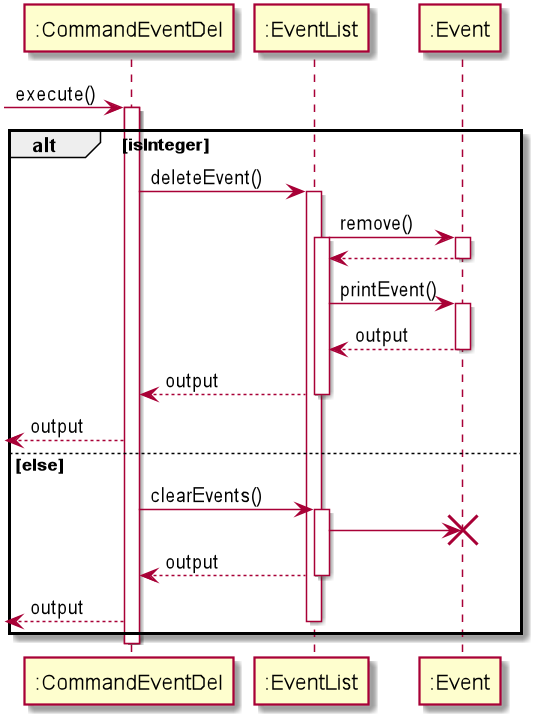 :CommandEventDel :EventList :Event
execute()
alt [isInteger]
deleteEvent()
remove()
printEvent()
output
output
output
[else]
clearEvents()
output
output
:CommandEventDel :EventList :Event